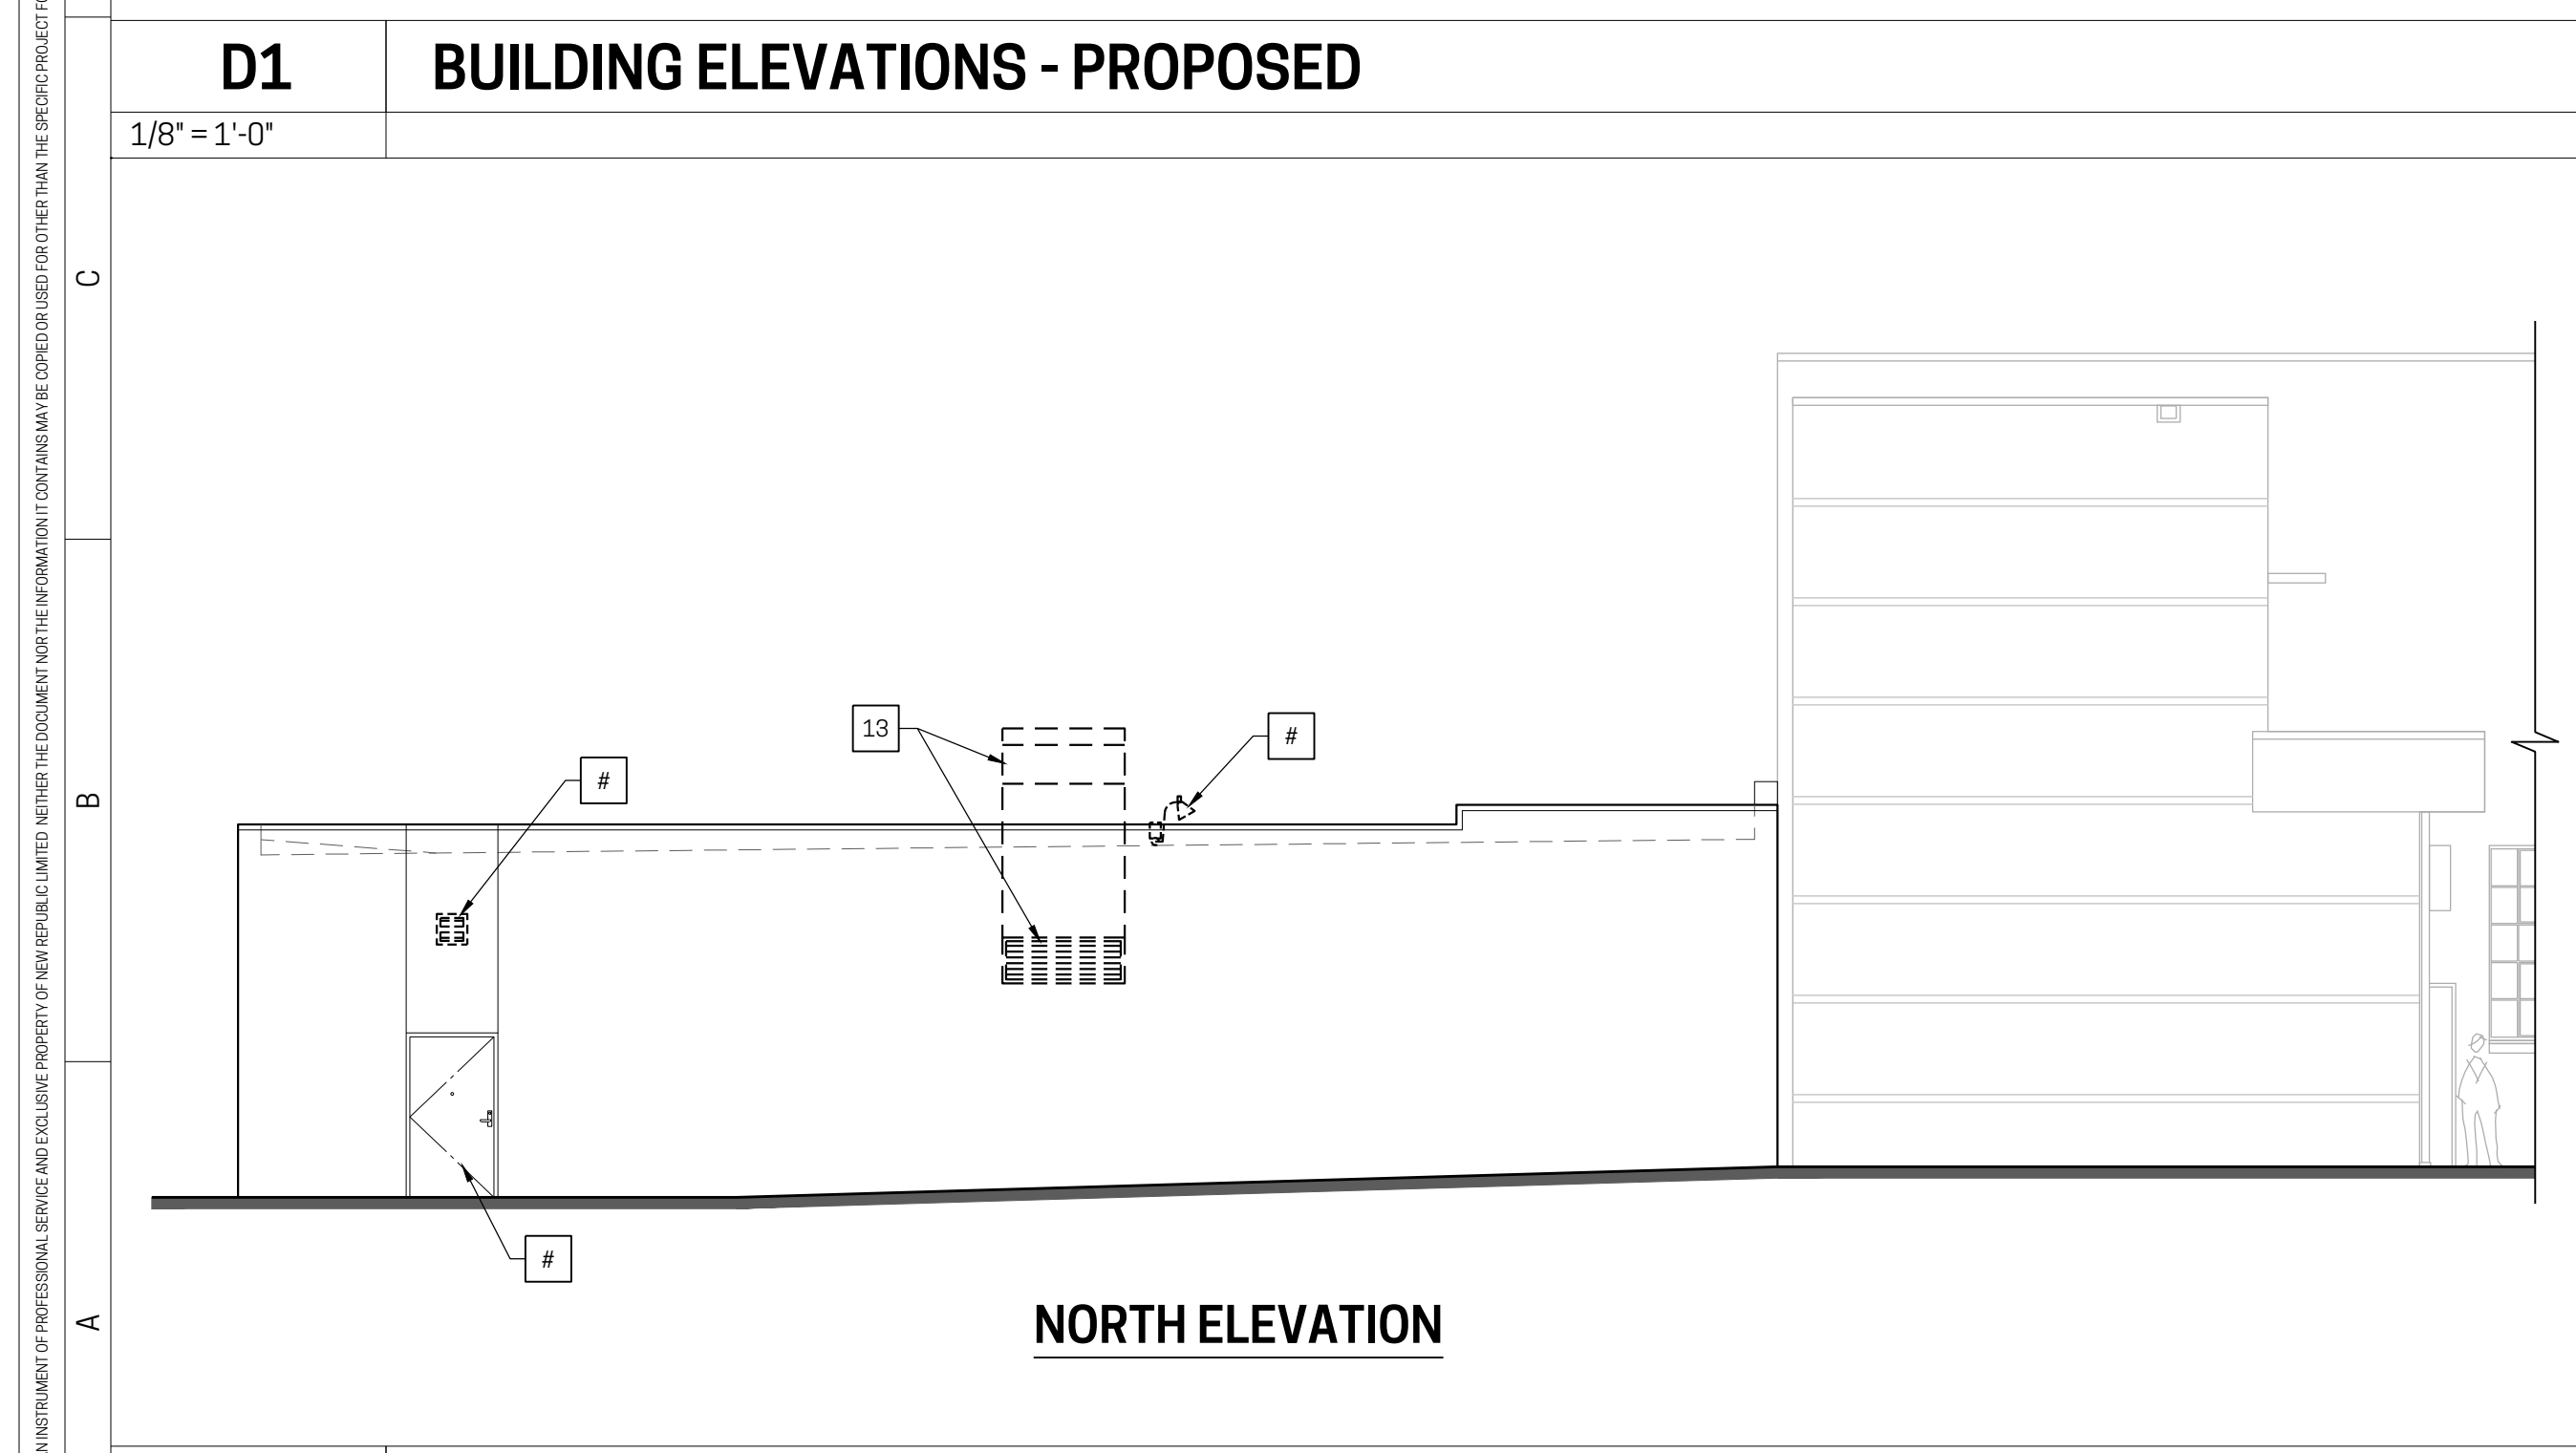 D1
BUILDING ELEVATIONS - PROPOSED
1/8" = 1'-0"
C
B
A
13
#
#
#
NORTH ELEVATION
AN INSTRUMENT OF PROFESSIONAL SERVICE AND EXCLUSIVE PROPERTY OF NEW REPUBLIC LIMITED NEITHER THE DOCUMENT NOR THE INFORMATION IT CONTAINS MAY BE COPIED OR USED FOR OTHER THAN THE SPECIFIC PROJECT